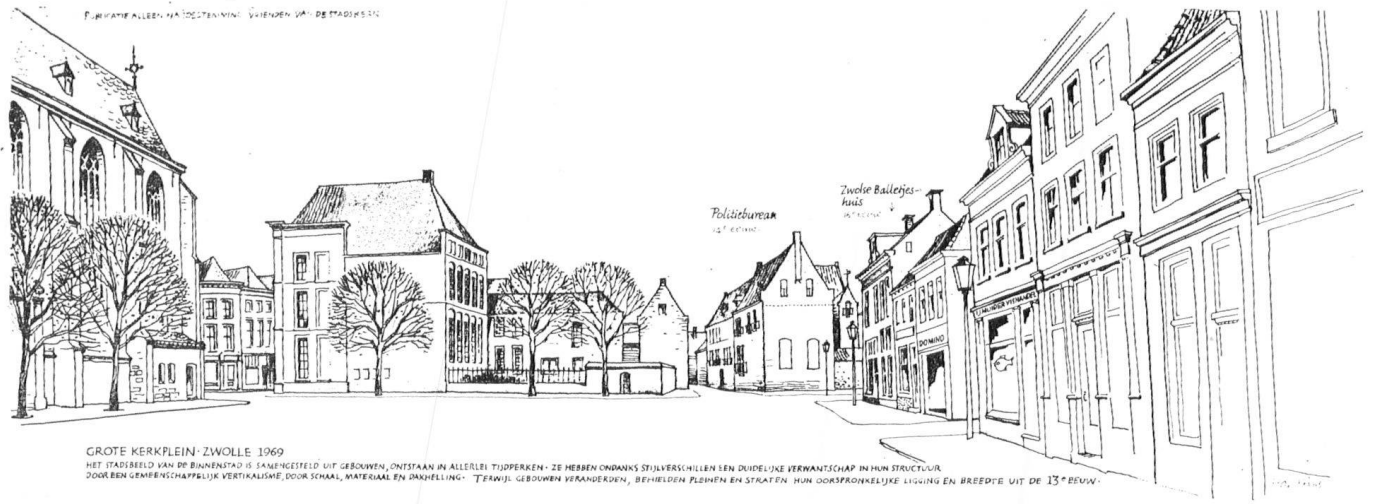 PUBLICATIE ALLEEN NA TOESTEMMING VRIENDEN VAN DE STADSKERN
Zwolse Balletjes-
huis
Politiebureau
DOMINO
GROTE KERKPLEIN · ZWOLLE 1969
HET STADSBEELD VAN DE BINNENSTAD IS SAMENGESTELD UIT GEBOUWEN, ONTSTAAN IN ALLERLEI TIJDPERKEN · ZE HEBBEN ONDANKS STIJLVERSCHILLEN EEN DUIDELIJKE VERWANTSCHAP IN HUN STRUCTUUR
DOOR EEN GEMEENSCHAPPELIJK VERTIKALISME, DOOR SCHAAL, MATERIAAL EN DAKHELLING · TERWIJL GEBOUWEN VERANDERDEN, BEHIELDEN PLEINEN EN STRATEN HUN OORSPRONKELIJKE LIGGING EN BREEDTE UIT DE 13e EEUW ·